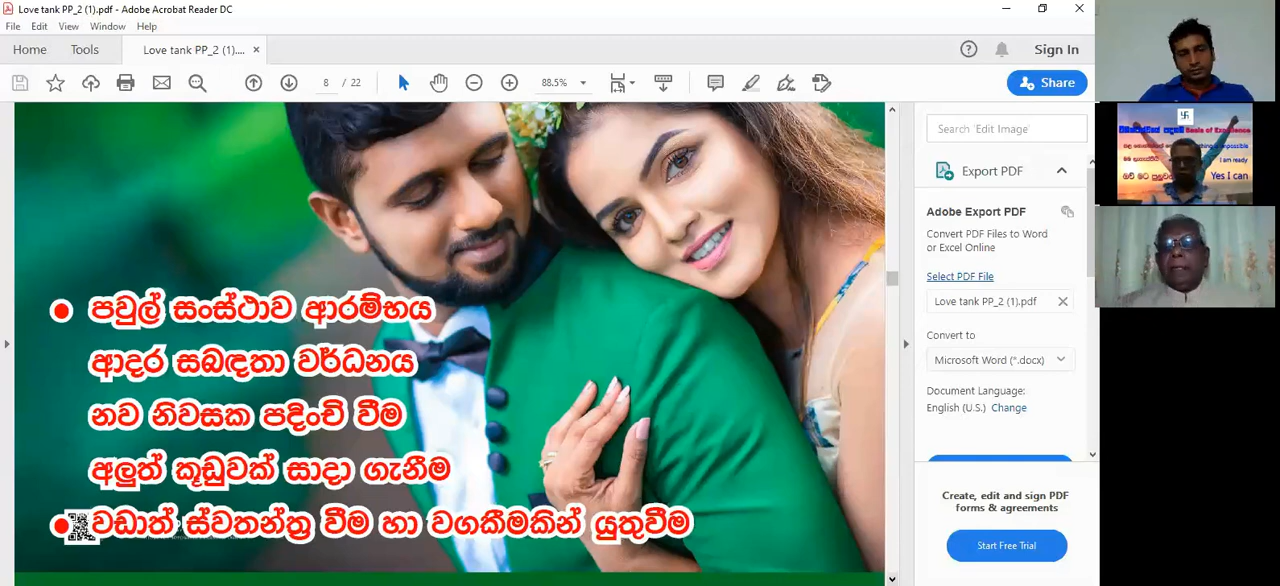 Love tank PP_2 (1).pdf - Adobe Acrobat Reader DC
File Edit View Window Help
Home Tools Love tank PP_2 (1).... × Sign In
8 / 22 88.5% Share
පවුල් සංස්ථාව ආරම්භය
ආදර සබඳතා වර්ධනය
නව නිවසක පදිංචි වීම
අලුත් කූඩුවක් සාදා ගැනීම
වඩාත් ස්වතන්ත්‍ර වීම හා වගකීමකින් යුතුවීම
Search 'Edit Image'
Export PDF
Adobe Export PDF
Convert PDF Files to Word
or Excel Online
Select PDF File
Love tank PP_2 (1).pdf
Convert to
Microsoft Word (*.docx)
Document Language:
English (U.S.) Change
Create, edit and sign PDF
forms & agreements
Start Free Trial
Basis of Excellence
I am ready
Yes I can